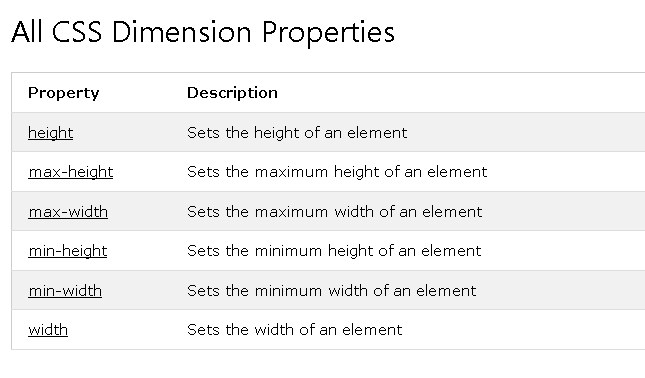 All CSS Dimension Properties
Property Description
height Sets the height of an element
max-height Sets the maximum height of an element
max-width Sets the maximum width of an element
min-height Sets the minimum height of an element
min-width Sets the minimum width of an element
width Sets the width of an element